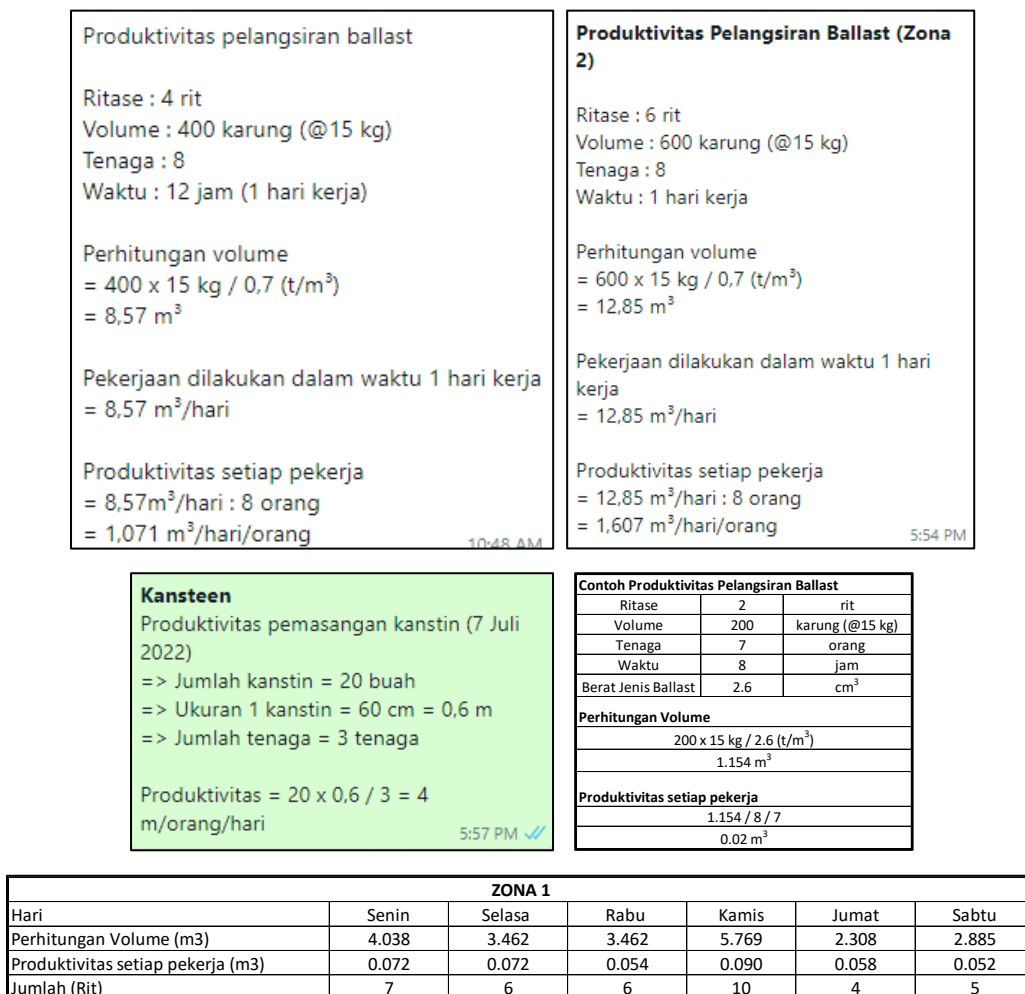 Produktivitas pelangsiran ballast
Ritase : 4 rit
Volume : 400 karung (@15 kg)
Tenaga : 8
Waktu : 12 jam (1 hari kerja)
Perhitungan volume
= 400 x 15 kg / 0,7 (t/m³)
= 8,57 m³
Pekerjaan dilakukan dalam waktu 1 hari kerja
= 8,57 m³/hari
Produktivitas setiap pekerja
= 8,57m³/hari : 8 orang
= 1,071 m³/hari/orang
10:48 AM
Produktivitas Pelangsiran Ballast (Zona
2)
Ritase : 6 rit
Volume : 600 karung (@15 kg)
Tenaga : 8
Waktu : 1 hari kerja
Perhitungan volume
= 600 x 15 kg / 0,7 (t/m³)
= 12,85 m³
Pekerjaan dilakukan dalam waktu 1 hari
kerja
= 12,85 m³/hari
Produktivitas setiap pekerja
= 12,85 m³/hari : 8 orang
= 1,607 m³/hari/orang
5:54 PM
Kansteen
Produktivitas pemasangan kanstin (7 Juli
2022)
=> Jumlah kanstin = 20 buah
=> Ukuran 1 kanstin = 60 cm = 0,6 m
=> Jumlah tenaga = 3 tenaga
Produktivitas = 20 x 0,6 / 3 = 4
m/orang/hari
5:57 PM
Contoh Produktivitas Pelangsiran Ballast
Ritase 2 rit
Volume 200 karung (@15 kg)
Tenaga 7 orang
Waktu 8 jam
Berat Jenis Ballast 2.6 cm³
Perhitungan Volume
200 x 15 kg / 2.6 (t/m³)
1.154 m³
Produktivitas setiap pekerja
1.154 / 8 / 7
0.02 m³
ZONA 1
Hari Senin Selasa Rabu Kamis Jumat Sabtu
Perhitungan Volume (m3) 4.038 3.462 3.462 5.769 2.308 2.885
Produktivitas setiap pekerja (m3) 0.072 0.072 0.054 0.090 0.058 0.052
Jumlah (Rit) 7 6 6 10 4 5